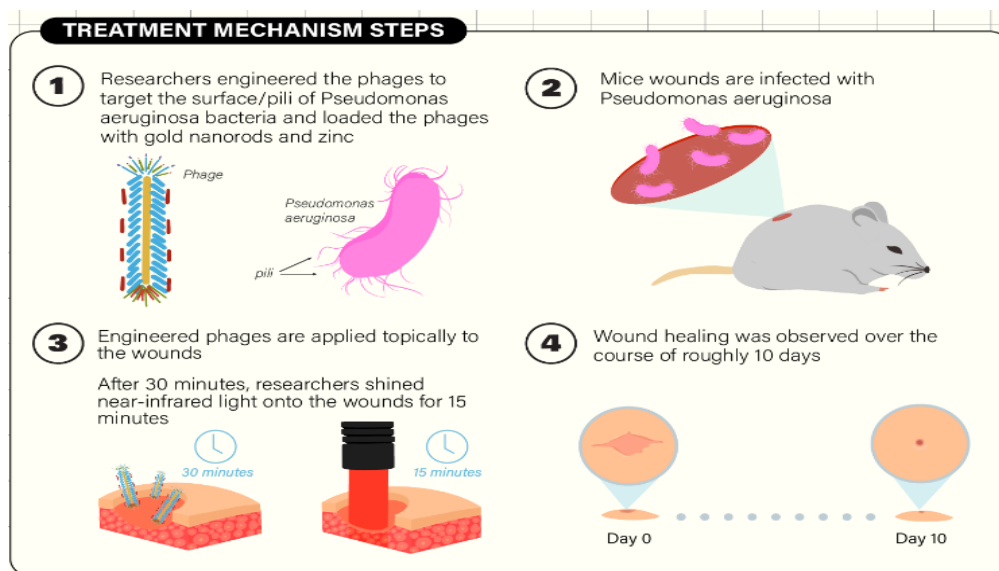 TREATMENT MECHANISM STEPS
1
Researchers engineered the phages to
target the surface/pili of Pseudomonas
aeruginosa bacteria and loaded the phages
with gold nanorods and zinc
Phage
Pseudomonas
aeruginosa
pili
2
Mice wounds are infected with
Pseudomonas aeruginosa
3
Engineered phages are applied topically to
the wounds
After 30 minutes, researchers shined
near-infrared light onto the wounds for 15
minutes
30 minutes
15 minutes
4
Wound healing was observed over the
course of roughly 10 days
Day 0
Day 10